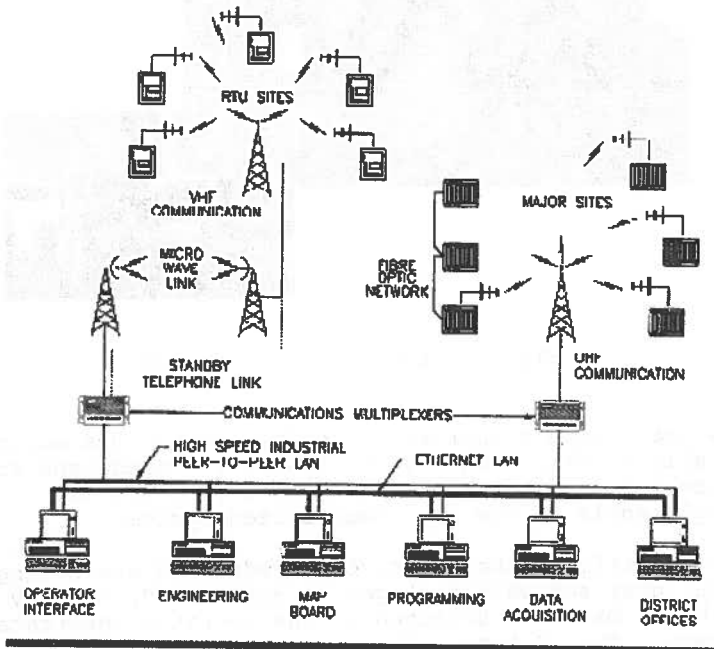 RTU SITES
VHF
COMMUNICATION
MAJOR SITES
MICRO
WAVE
LINK
FIBRE
OPTIC
NETWORK
STANDBY
TELEPHONE LINK
UHF
COMMUNICATION
COMMUNICATIONS MULTIPLEXERS
HIGH SPEED INDUSTRIAL
PEER-TO-PEER LAN
ETHERNET LAN
OPERATOR
INTERFACE
ENGINEERING
MAP
BOARD
PROGRAMMING
DATA
ACQUISITION
DISTRICT
OFFICES